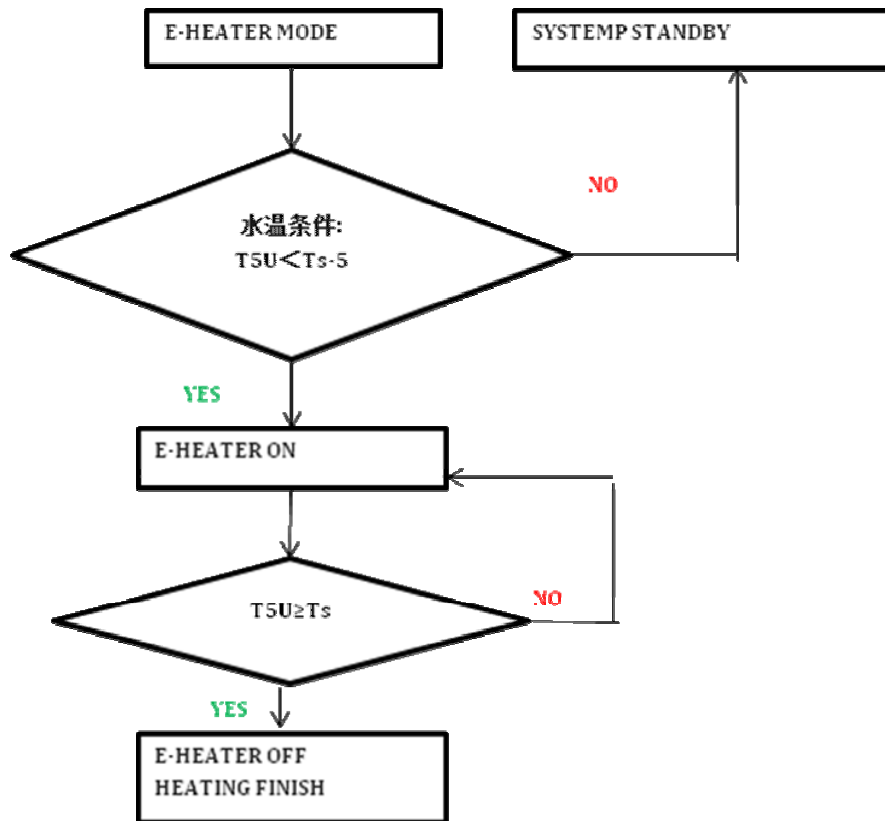 E-HEATER MODE
SYSTEMP STANDBY
NO
水温条件:
T5U＜Ts-5
YES
E-HEATER ON
T5U≥Ts
NO
YES
E-HEATER OFF
HEATING FINISH